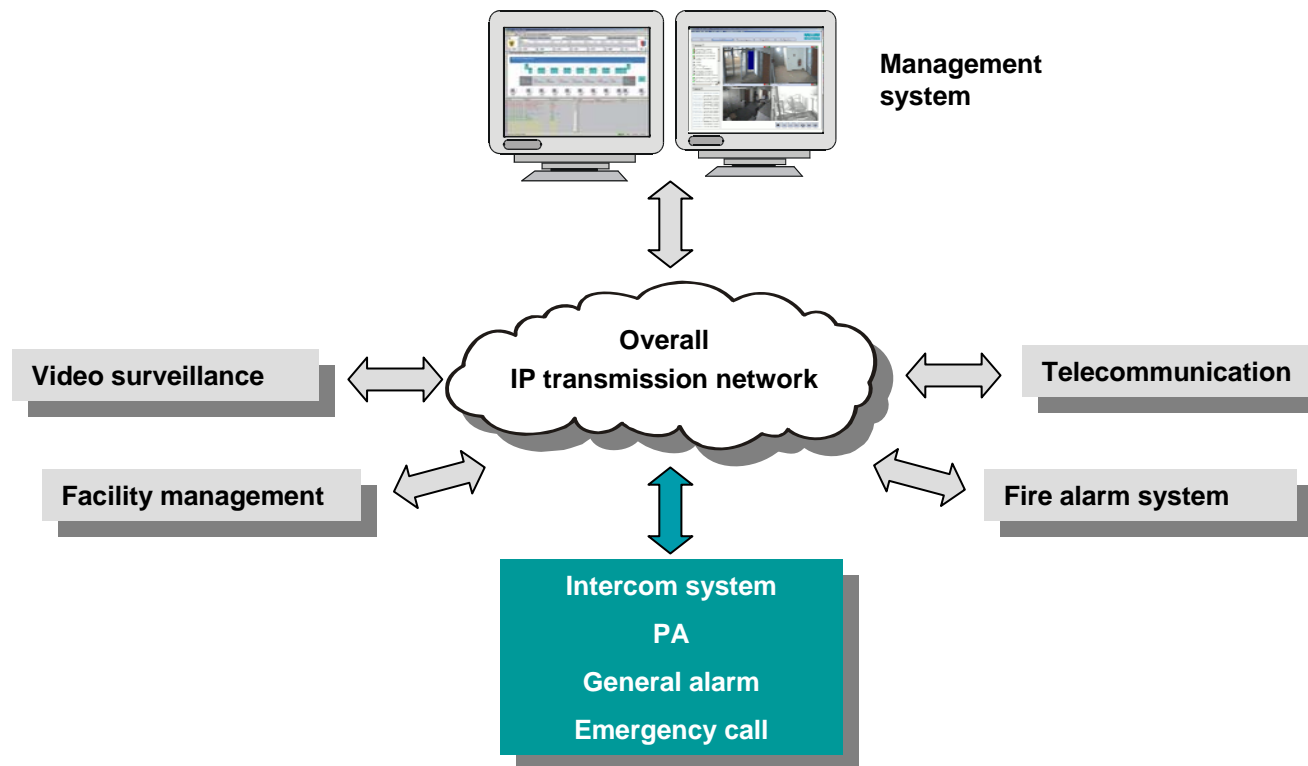 Management
system
Overall
IP transmission network
Video surveillance
Telecommunication
Facility management
Fire alarm system
Intercom system
PA
General alarm
Emergency call